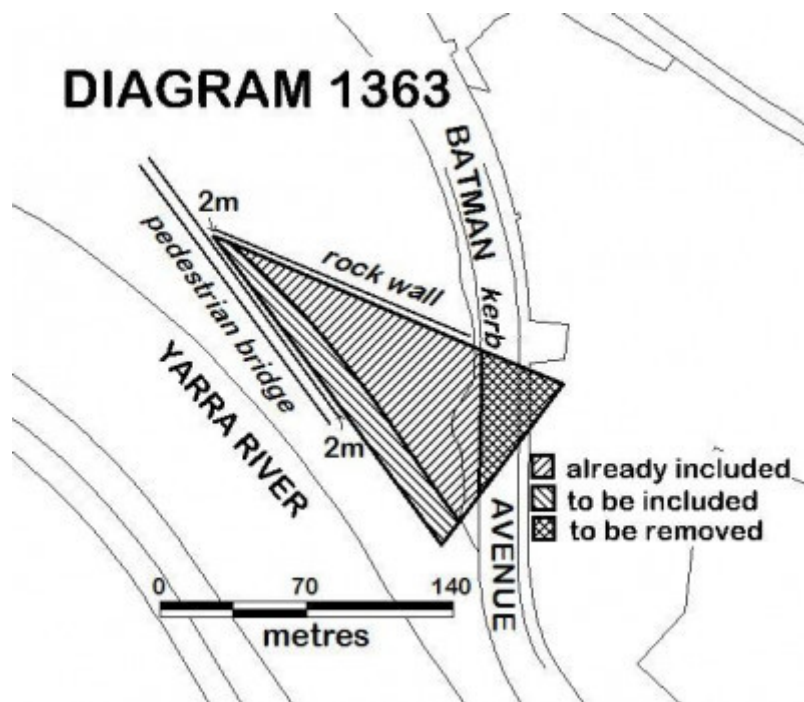 DIAGRAM 1363
BATMAN
2m
rock wall
kerb
pedestrian bridge
YARRA RIVER
2m
already included
to be included
to be removed
AVENUE
0 70 140
metres